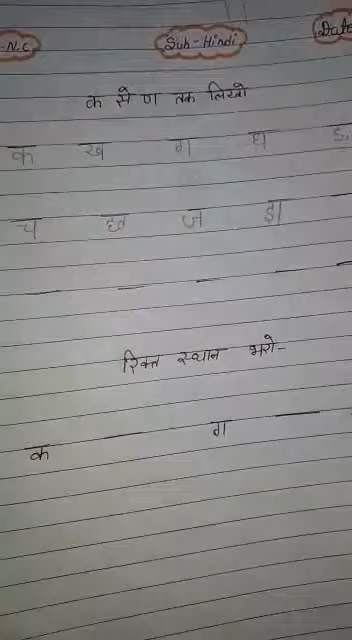 -N.C Sub-Hindi Date
क से ण तक लिखो
क ख ग घ ङ
च छ ज झ
रिक्त स्थान भरो-
क ग